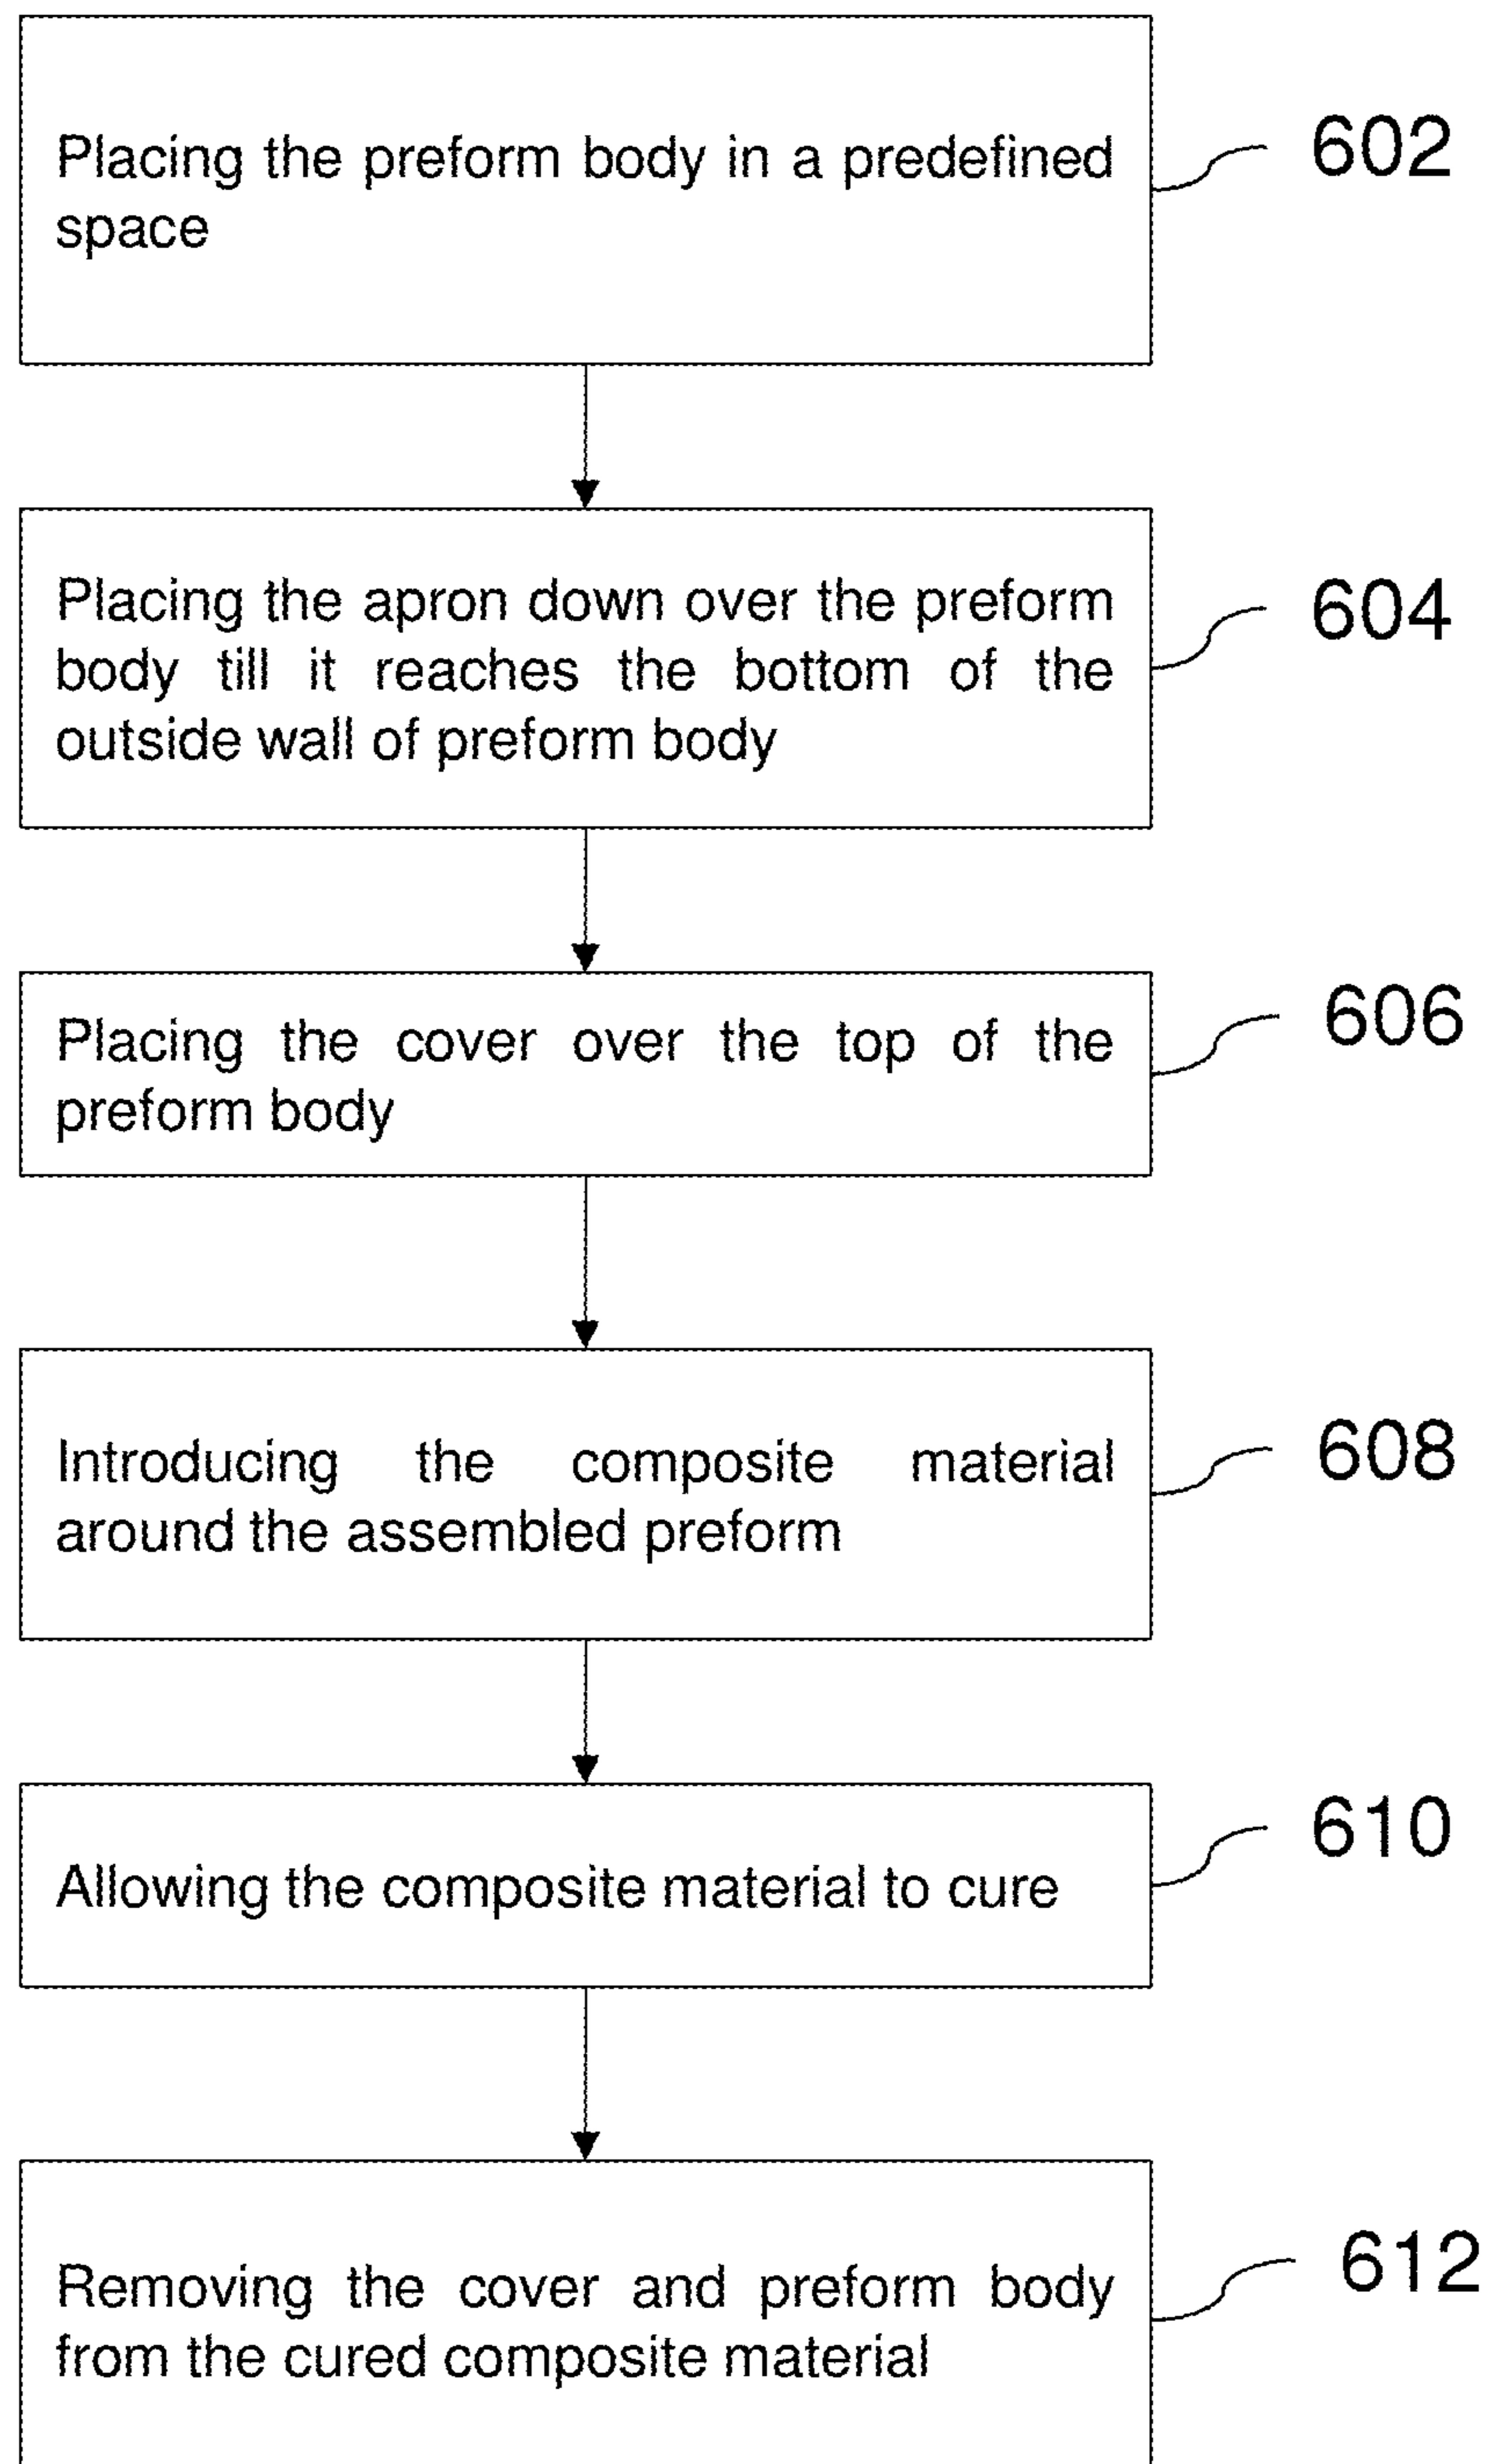 Placing the preform body in a predefined
space
602
Placing the apron down over the preform
body till it reaches the bottom of the
outside wall of preform body
604
Placing the cover over the top of the
preform body
606
Introducing the composite material
around the assembled preform
608
Allowing the composite material to cure
610
Removing the cover and preform body
from the cured composite material
612